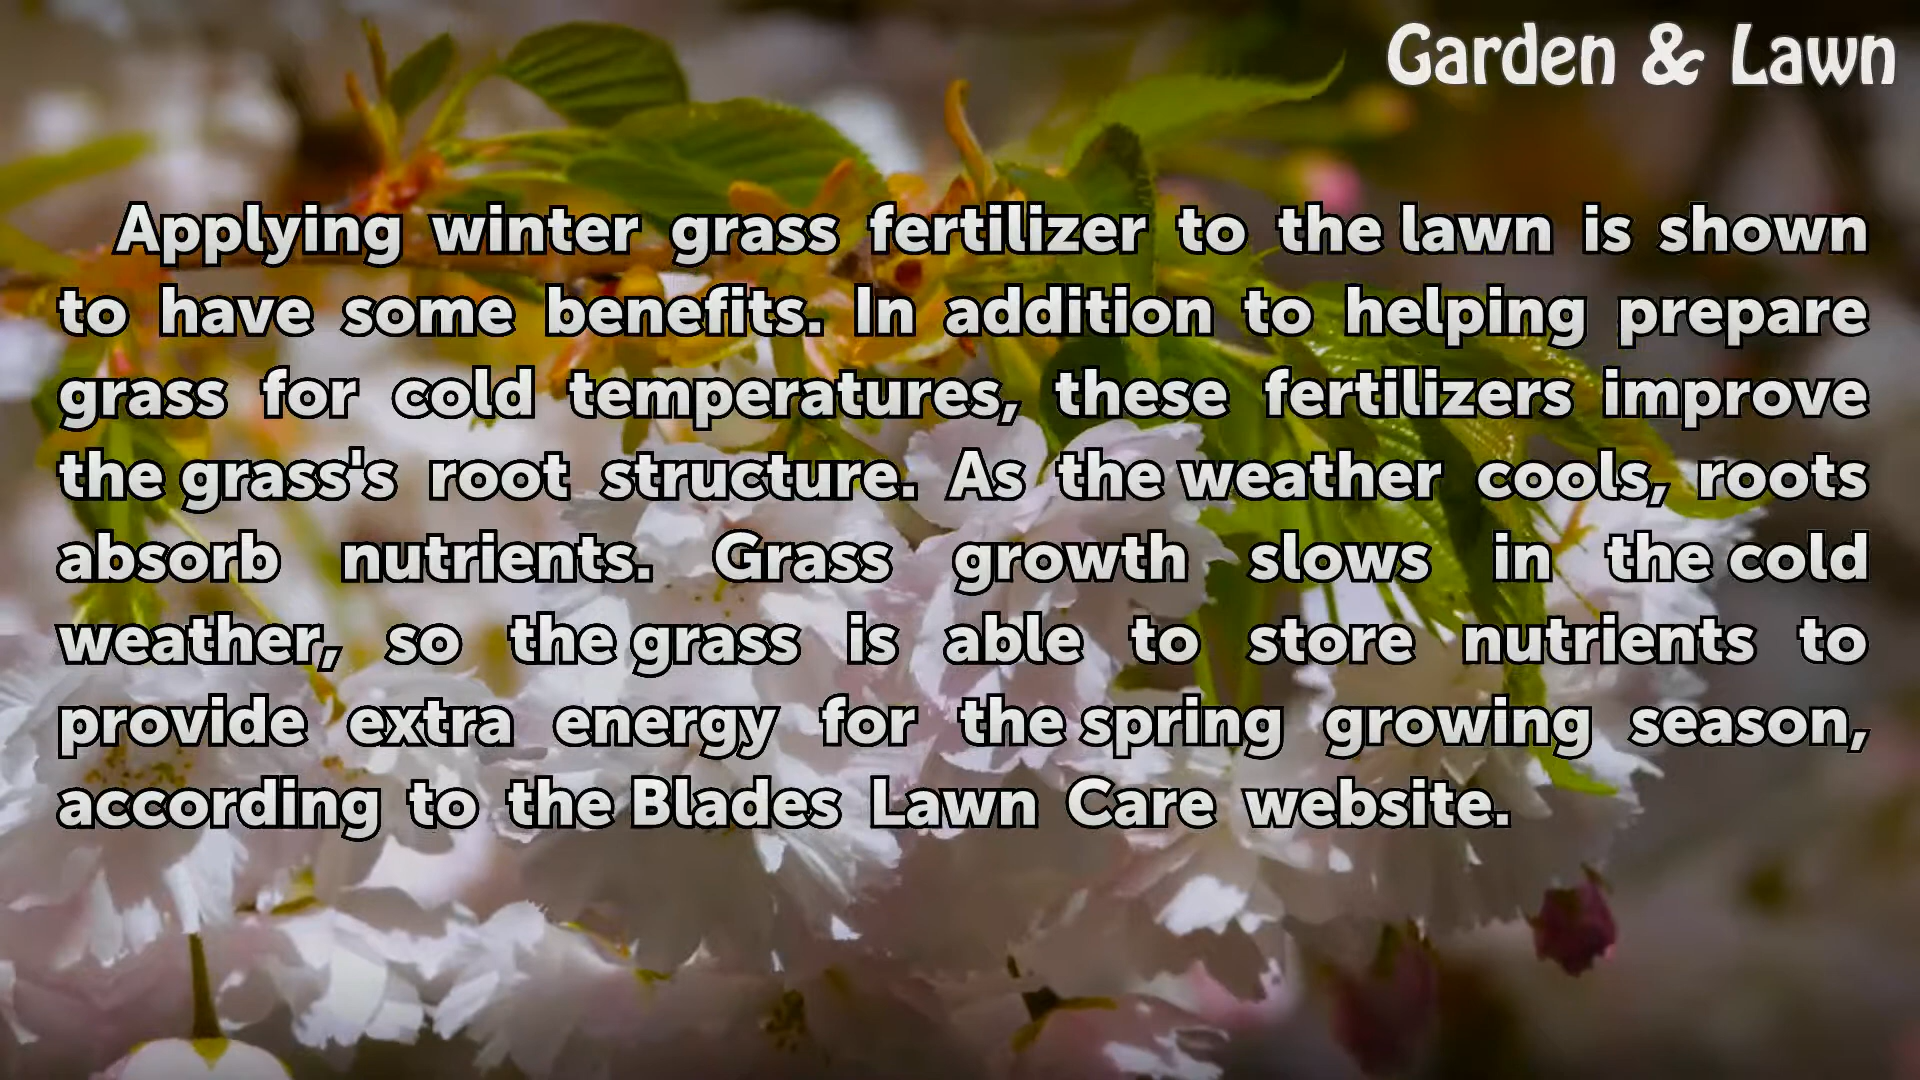 Garden & Lawn
Applying winter grass fertilizer to the lawn is shown
to have some benefits. In addition to helping prepare
grass for cold temperatures, these fertilizers improve
the grass's root structure. As the weather cools, roots
absorb nutrients. Grass growth slows in the cold
weather, so the grass is able to store nutrients to
provide extra energy for the spring growing season,
according to the Blades Lawn Care website.